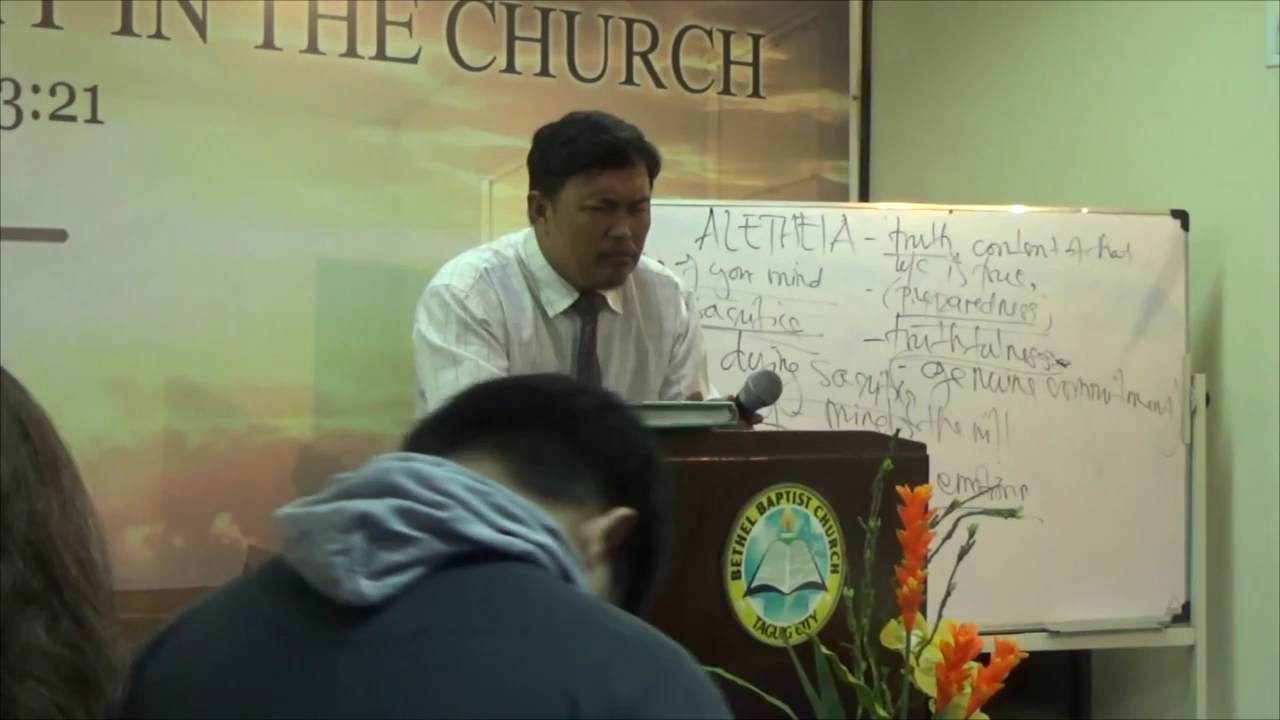 IN THE CHURCH
3:21
ALETHEIA - truth, content of that
w/c is true,
your mind
- (preparedness,
sacrifice
- truthfulness
dying
- genuine commitment
mind the will
emotions
BETHEL BAPTIST CHURCH
TAGUIG CITY